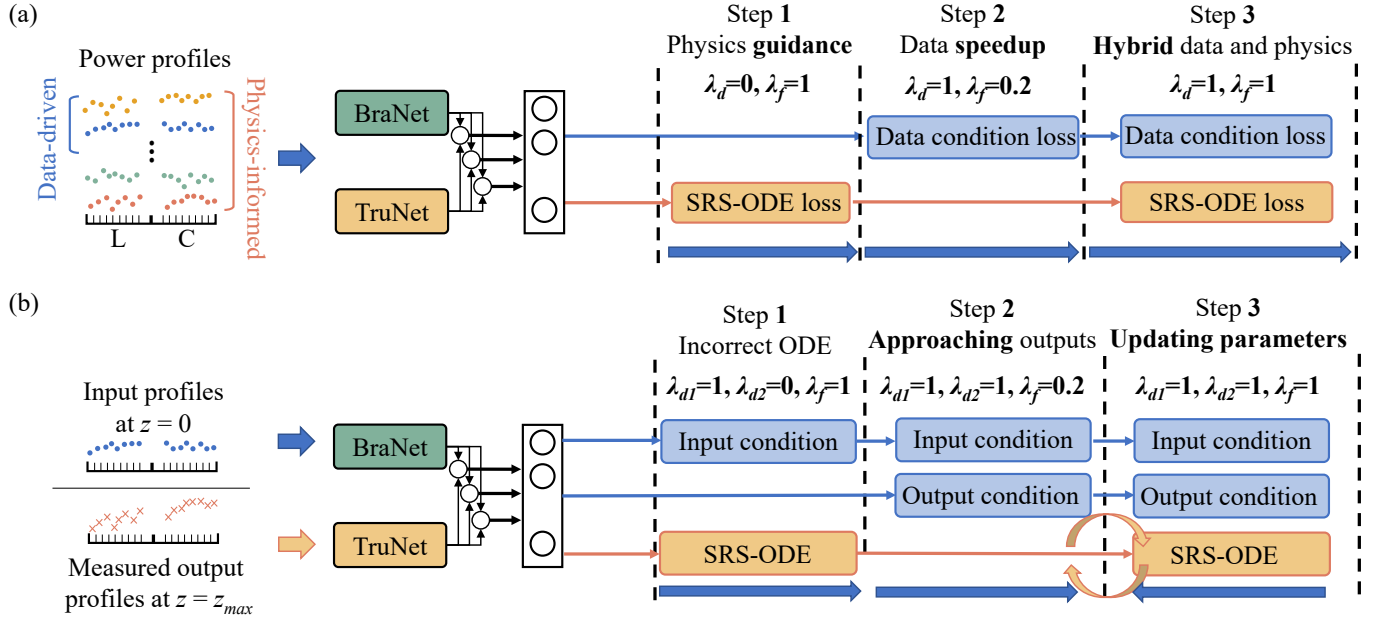 (a)
Power profiles
Data-driven
Physics-informed
L
C
BraNet
TruNet
Step 1
Physics guidance
λd=0, λf=1
Step 2
Data speedup
λd=1, λf=0.2
Step 3
Hybrid data and physics
λd=1, λf=1
Data condition loss
Data condition loss
SRS-ODE loss
SRS-ODE loss
(b)
Input profiles
at z = 0
Measured output
profiles at z = zmax
BraNet
TruNet
Step 1
Incorrect ODE
λd1=1, λd2=0, λf=1
Step 2
Approaching outputs
λd1=1, λd2=1, λf=0.2
Step 3
Updating parameters
λd1=1, λd2=1, λf=1
Input condition
Input condition
Input condition
Output condition
Output condition
SRS-ODE
SRS-ODE